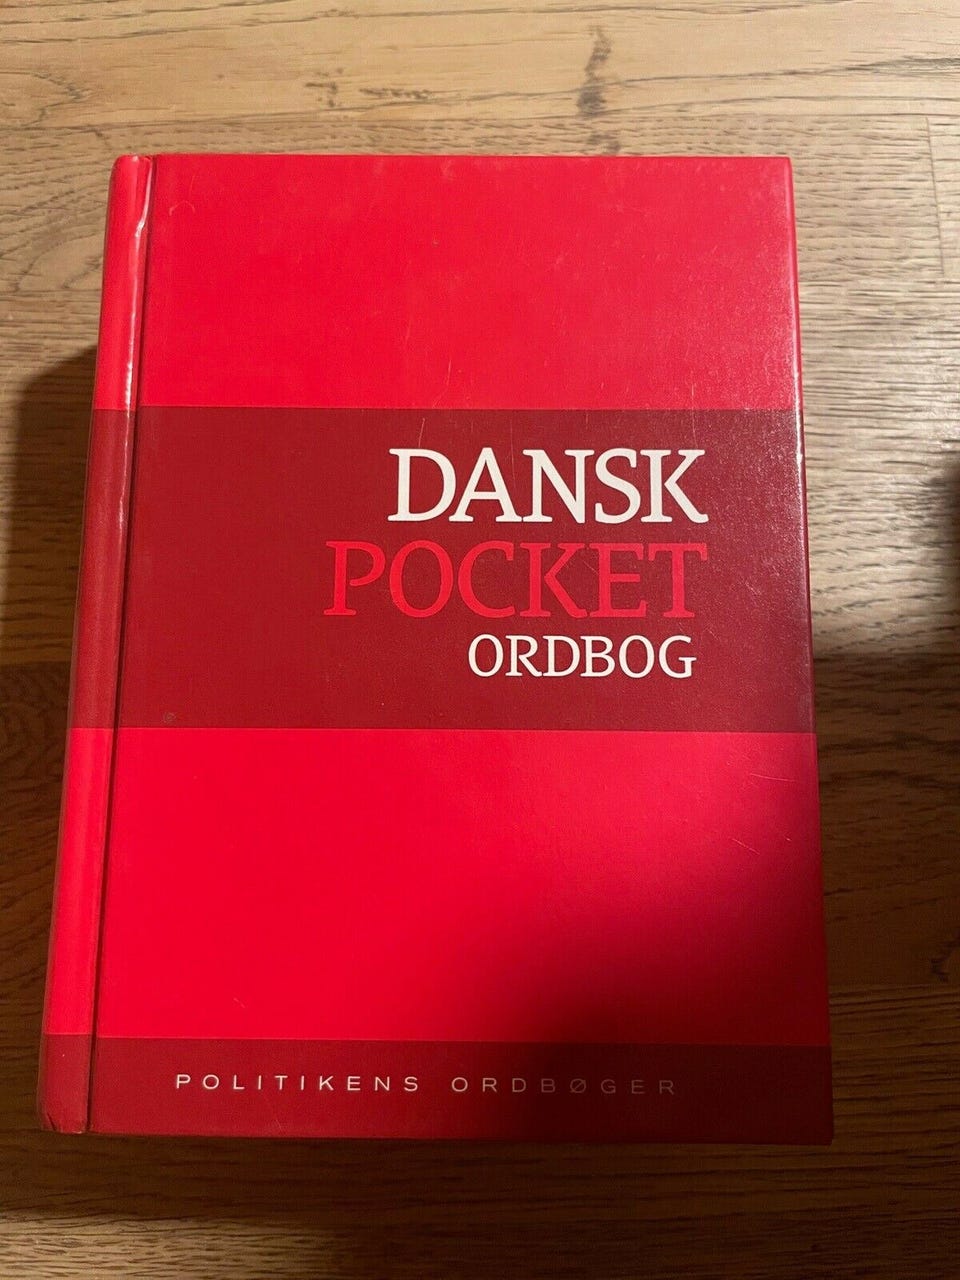 DANSK
POCKET
ORDBOG
POLITIKENS ORDBØGER